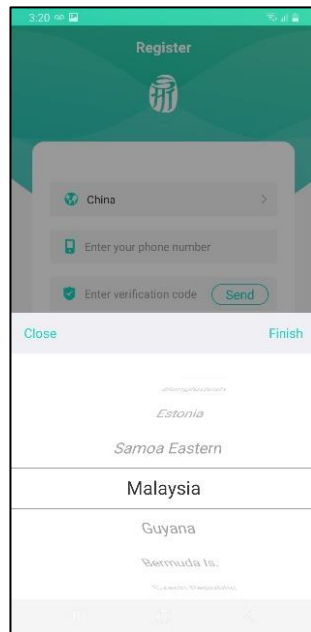 3:20
Register
China
Enter your phone number
Enter verification code
Send
Close
Finish
Estonia
Samoa Eastern
Malaysia
Guyana
Bermuda Is.